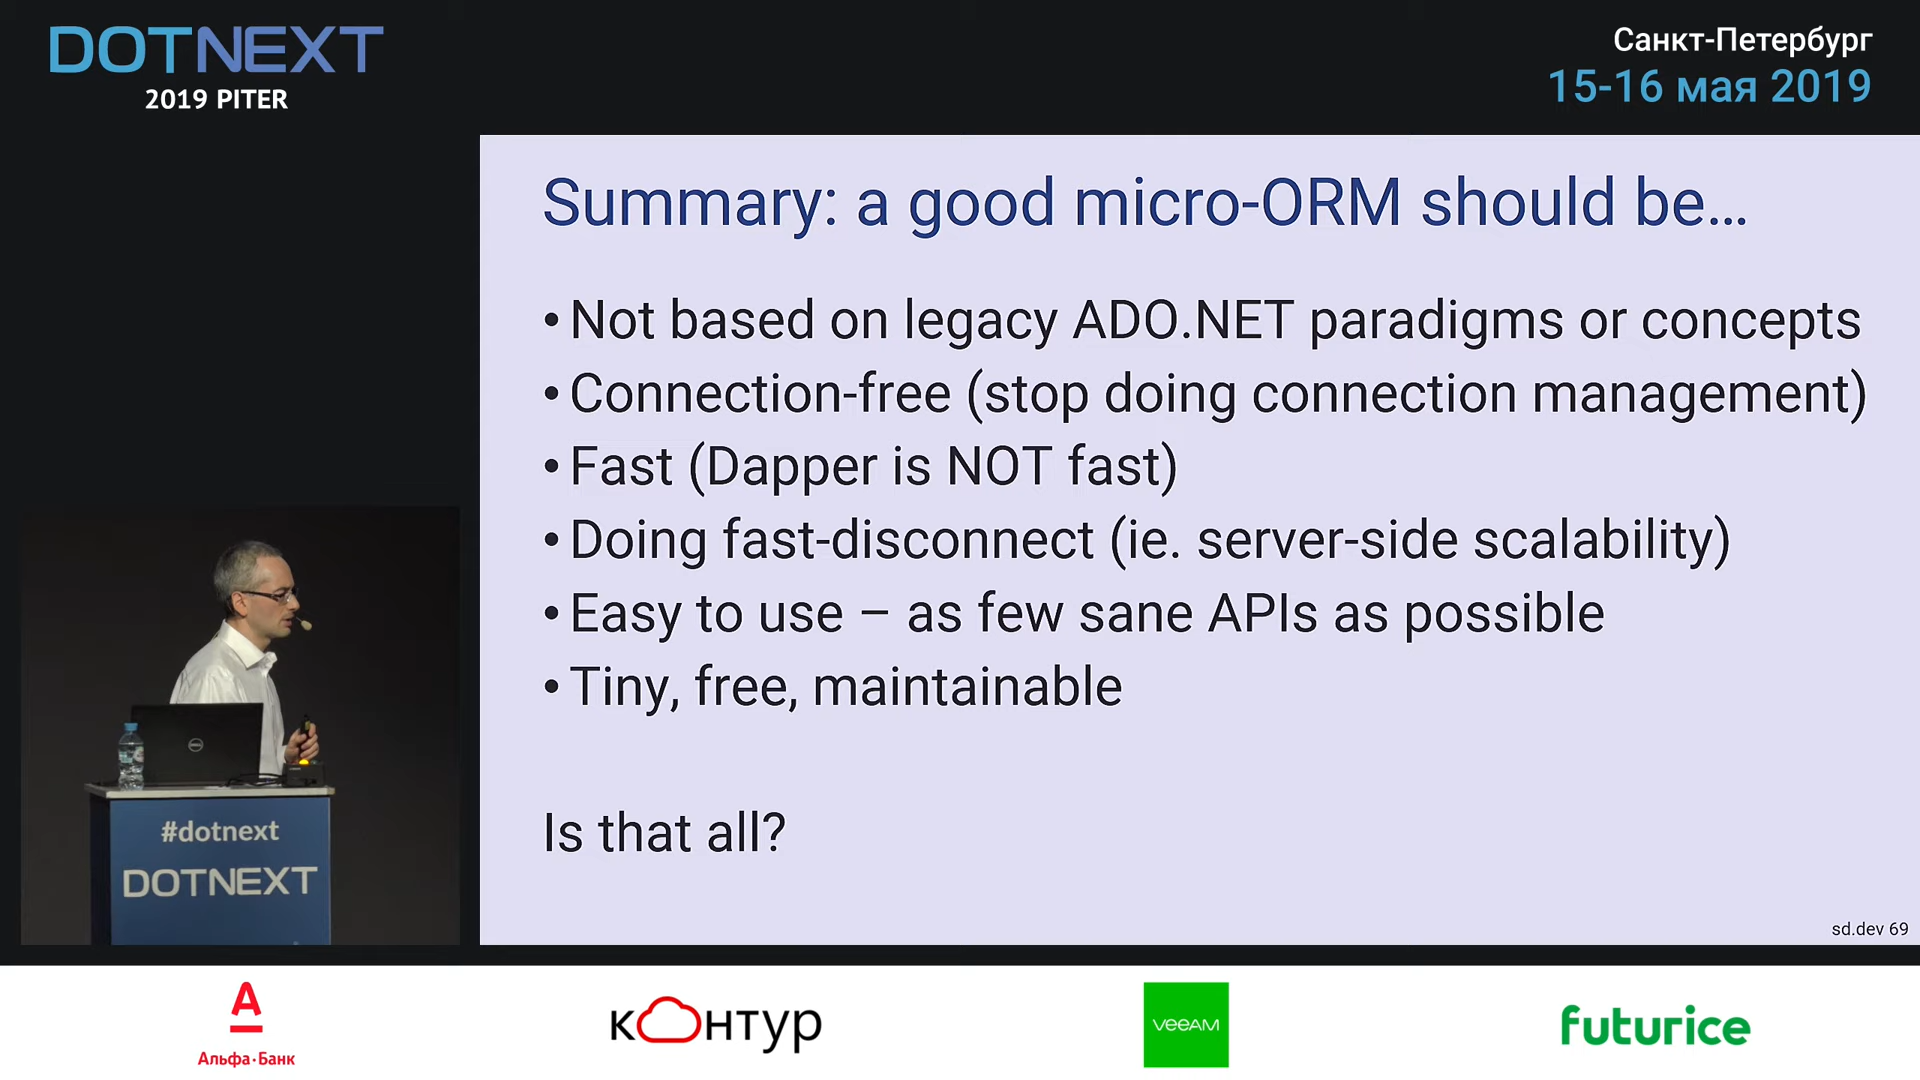 DOTNEXT
2019 PITER
Санкт-Петербург
15-16 мая 2019
Summary: a good micro-ORM should be...
• Not based on legacy ADO.NET paradigms or concepts
• Connection-free (stop doing connection management)
• Fast (Dapper is NOT fast)
• Doing fast-disconnect (ie. server-side scalability)
• Easy to use – as few sane APIs as possible
• Tiny, free, maintainable
Is that all?
sd.dev 69
DELL
#dotnext
DOTNEXT
Альфа·Банк
контур
veeam
futurice